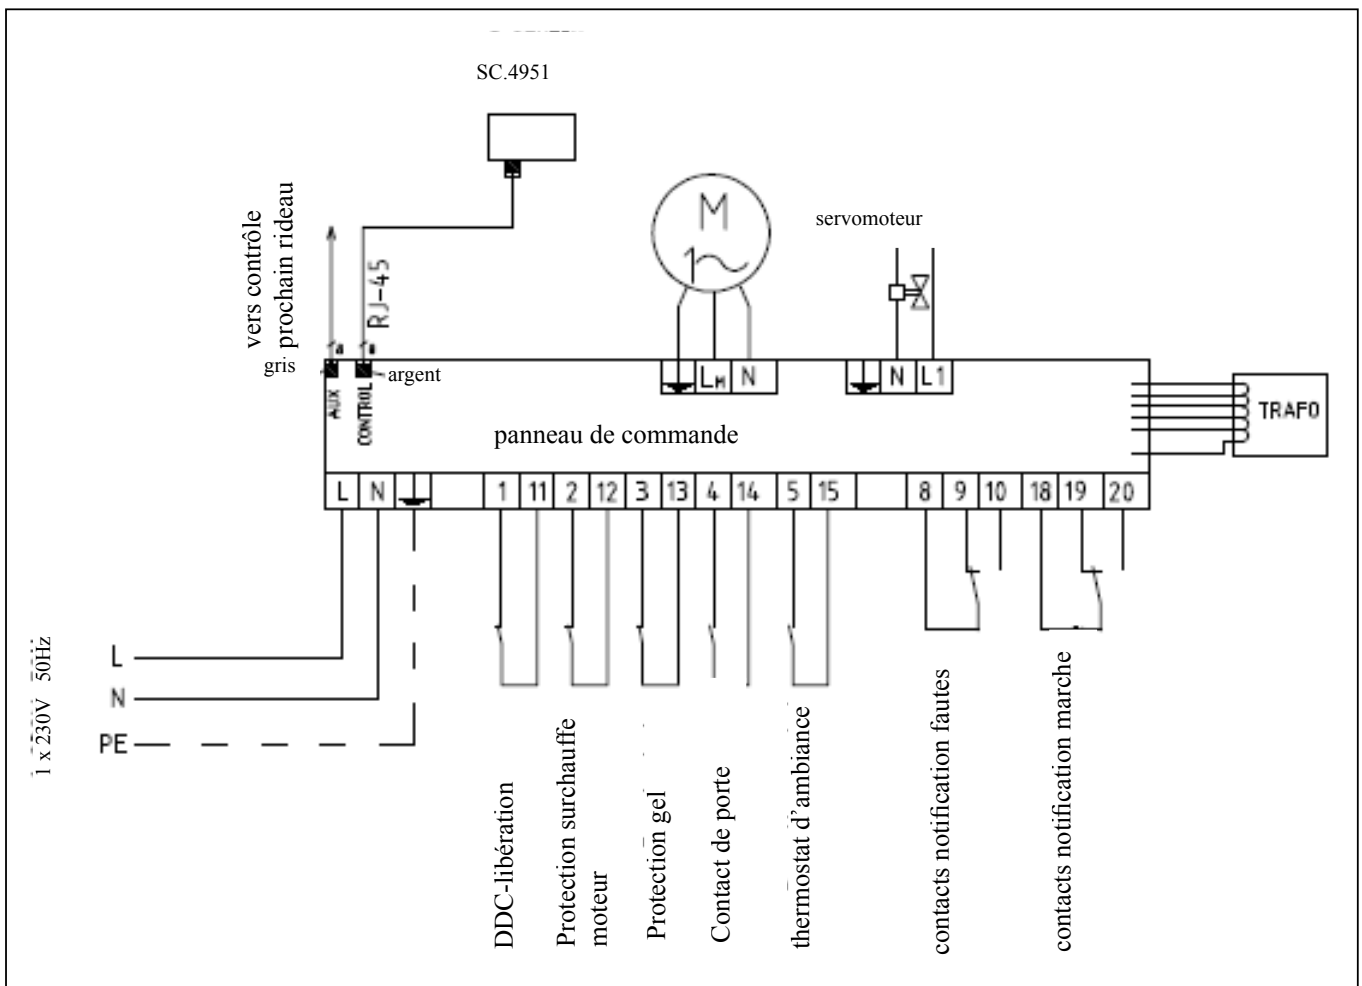 SC.4951
vers contrôle
prochain rideau
RJ-45
M
1~
servomoteur
gris
argent
AUX
CONTROL
LM N
N L1
TRAFO
panneau de commande
L N 1 11 2 12 3 13 4 14 5 15 8 9 10 18 19 20
L
N
PE
1 x 230V 50Hz
DDC-libération
Protection surchauffe
moteur
Protection gel
Contact de porte
thermostat d’ambiance
contacts notification fautes
contacts notification marche